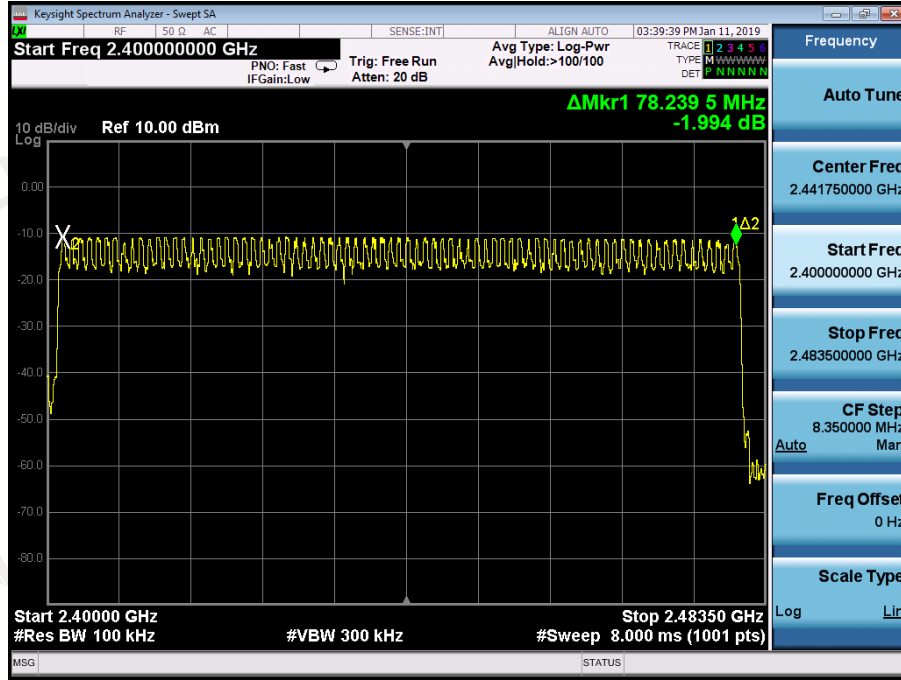 Keysight Spectrum Analyzer - Swept SA
LXI RF 50 Ω AC SENSE:INT ALIGN AUTO 03:39:39 PM Jan 11, 2019
Start Freq 2.400000000 GHz
PNO: Fast
IFGain:Low
Trig: Free Run
Atten: 20 dB
Avg Type: Log-Pwr
Avg|Hold:>100/100
TRACE 1 2 3 4 5 6
TYPE M WWWWW
DET P N N N N N
ΔMkr1 78.239 5 MHz
-1.994 dB
10 dB/div Ref 10.00 dBm
Log
0.00
-10.0
-20.0
-30.0
-40.0
-50.0
-60.0
-70.0
-80.0
X2
1Δ2
Start 2.40000 GHz Stop 2.48350 GHz
#Res BW 100 kHz #VBW 300 kHz #Sweep 8.000 ms (1001 pts)
MSG STATUS
Frequency
Auto Tune
Center Freq
2.441750000 GHz
Start Freq
2.400000000 GHz
Stop Freq
2.483500000 GHz
CF Step
8.350000 MHz
Auto Man
Freq Offset
0 Hz
Scale Type
Log Lin